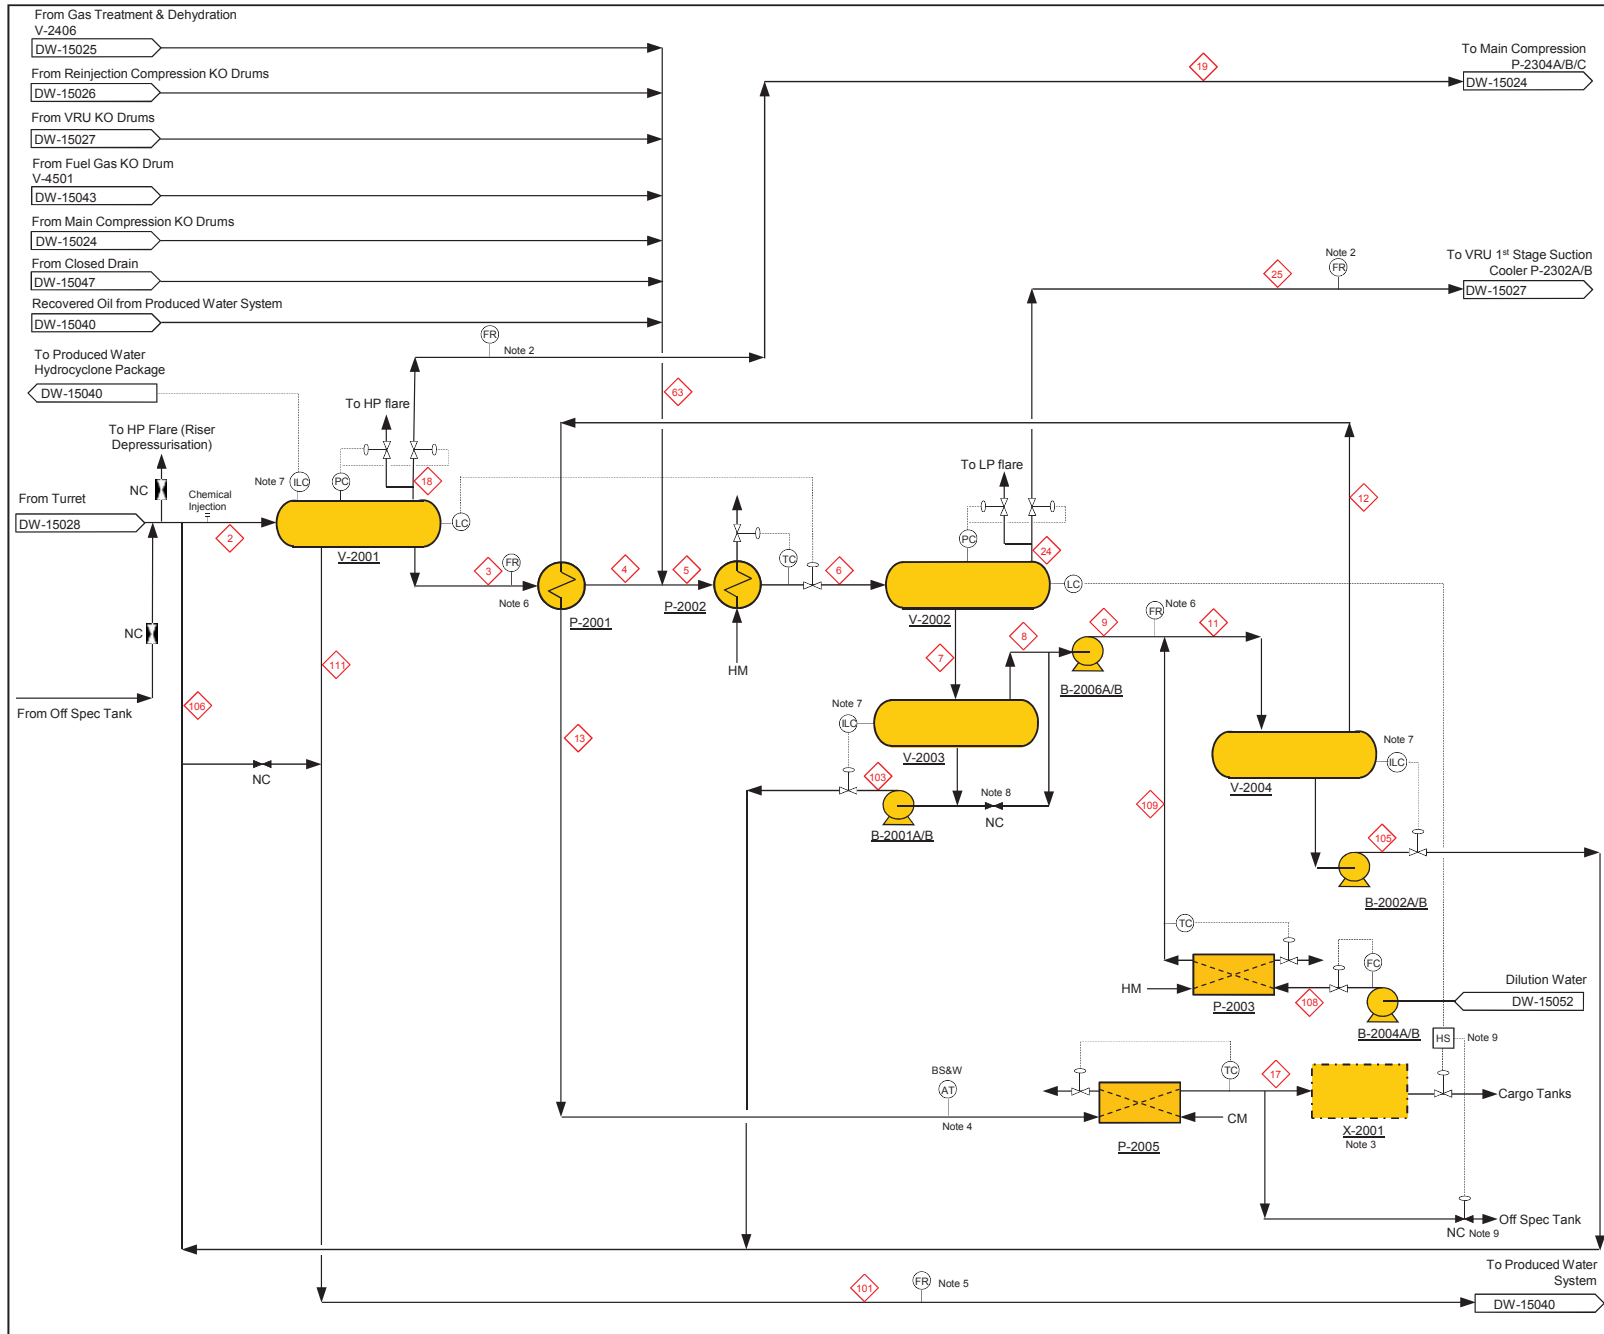 From Gas Treatment & Dehydration
V-2406
DW-15025
From Reinjection Compression KO Drums
DW-15026
From VRU KO Drums
DW-15027
From Fuel Gas KO Drum
V-4501
DW-15043
From Main Compression KO Drums
DW-15024
From Closed Drain
DW-15047
Recovered Oil from Produced Water System
DW-15040
To Produced Water
Hydrocyclone Package
DW-15040
19
To Main Compression
P-2304A/B/C
DW-15024
25
Note 2
FR
To VRU 1st Stage Suction
Cooler P-2302A/B
DW-15027
FR
Note 2
63
To HP flare
To HP Flare (Riser
Depressurisation)
NC
Chemical
Injection
Note 7
ILC
PC
18
LC
From Turret
DW-15028
2
V-2001
3
FR
Note 6
P-2001
4
5
P-2002
TC
HM
6
To LP flare
PC
24
LC
V-2002
12
7
8
9
FR
Note 6
11
B-2006A/B
NC
From Off Spec Tank
106
111
NC
13
Note 7
ILC
V-2003
103
B-2001A/B
Note 8
NC
109
V-2004
Note 7
ILC
105
B-2002A/B
TC
HM
P-2003
108
FC
B-2004A/B
Dilution Water
DW-15052
HS
Note 9
BS&W
AT
Note 4
TC
CM
P-2005
17
X-2001
Note 3
Cargo Tanks
Off Spec Tank
NC
Note 9
101
FR
Note 5
To Produced Water
System
DW-15040